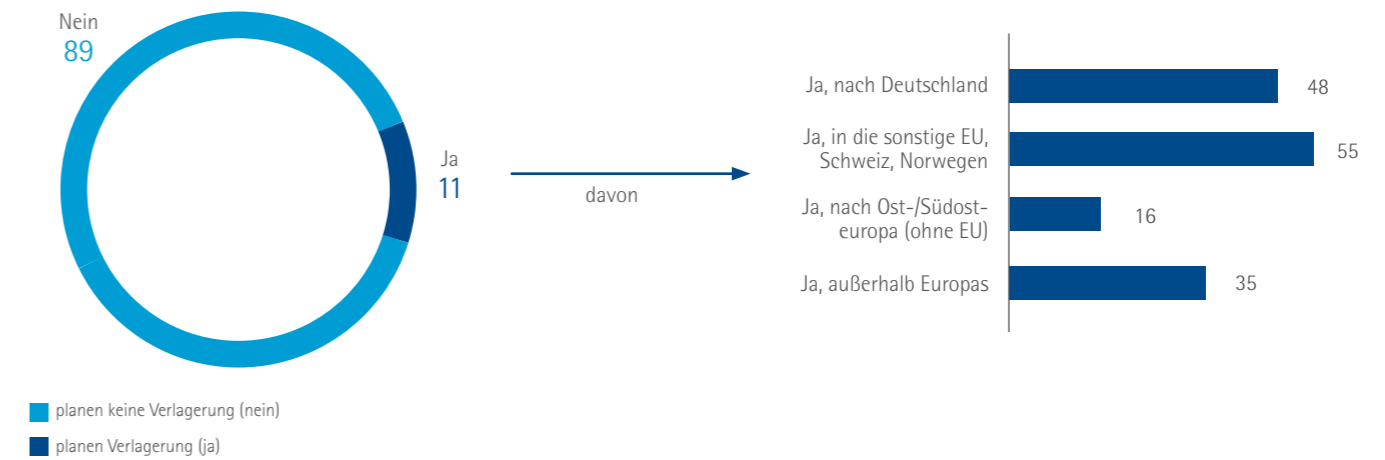 Nein
89
Ja
11
davon
Ja, nach Deutschland
48
Ja, in die sonstige EU,
Schweiz, Norwegen
55
Ja, nach Ost-/Südost-
europa (ohne EU)
16
Ja, außerhalb Europas
35
planen keine Verlagerung (nein)
planen Verlagerung (ja)